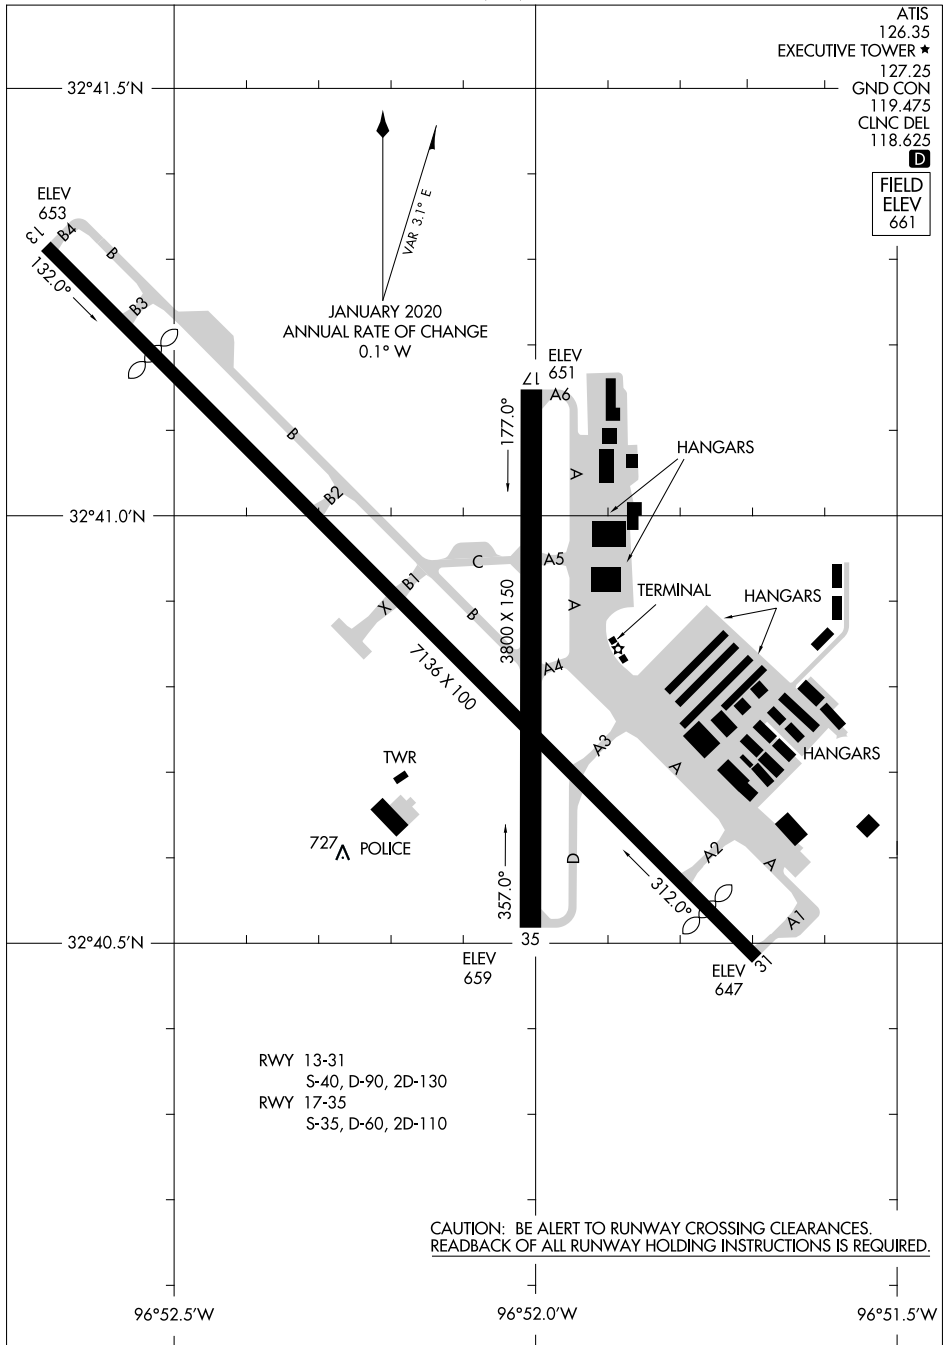 ATIS
126.35
EXECUTIVE TOWER ★
127.25
GND CON
119.475
CLNC DEL
118.625
D
FIELD
ELEV
661
32°41.5'N
ELEV
653
13
B4
B
132.0°
B3
VAR 3.1° E
JANUARY 2020
ANNUAL RATE OF CHANGE
0.1° W
ELEV
651
17
A6
177.0°
HANGARS
B
A
B2
32°41.0'N
C
A5
B1
X
B
A
3800 X 150
TERMINAL
HANGARS
A4
7136 X 100
A3
A
HANGARS
TWR
727
POLICE
D
A2
A
357.0°
312.0°
A1
32°40.5'N
35
31
ELEV
659
ELEV
647
RWY 13-31
S-40, D-90, 2D-130
RWY 17-35
S-35, D-60, 2D-110
CAUTION: BE ALERT TO RUNWAY CROSSING CLEARANCES.
READBACK OF ALL RUNWAY HOLDING INSTRUCTIONS IS REQUIRED.
96°52.5'W
96°52.0'W
96°51.5'W